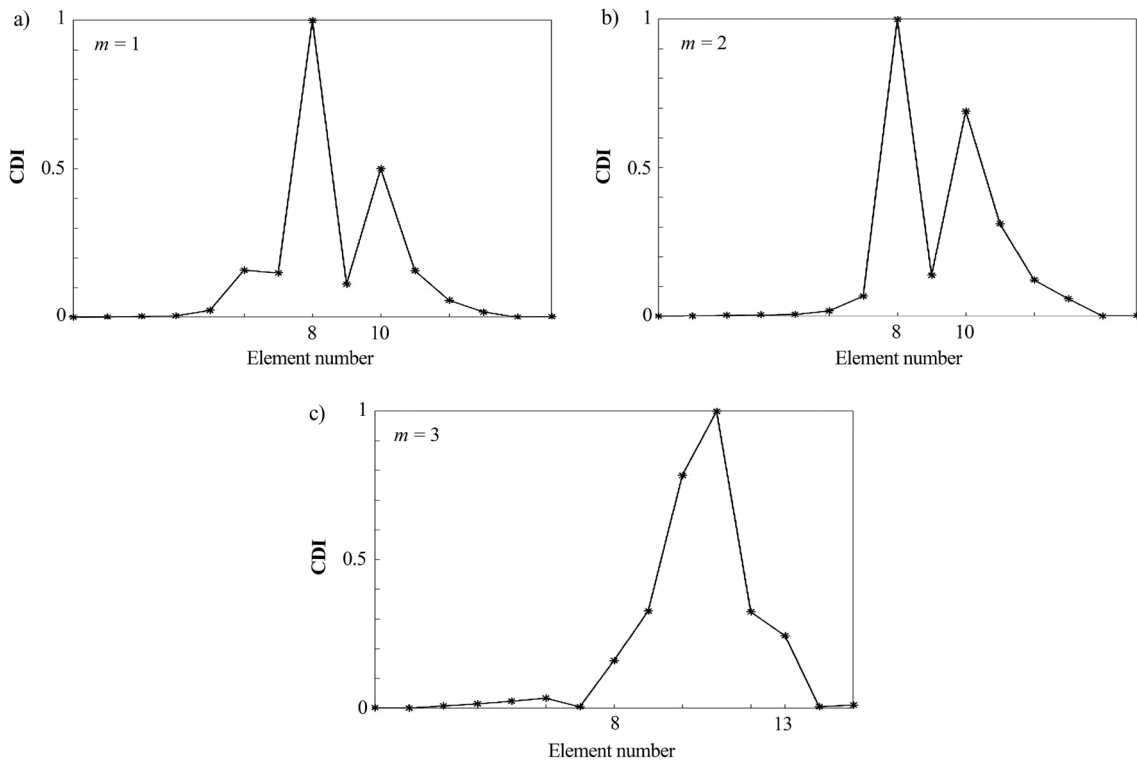 a)
m = 1
1
0.5
0
CDI
8
10
Element number
b)
m = 2
1
0.5
0
CDI
8
10
Element number
c)
m = 3
1
0.5
0
CDI
8
13
Element number